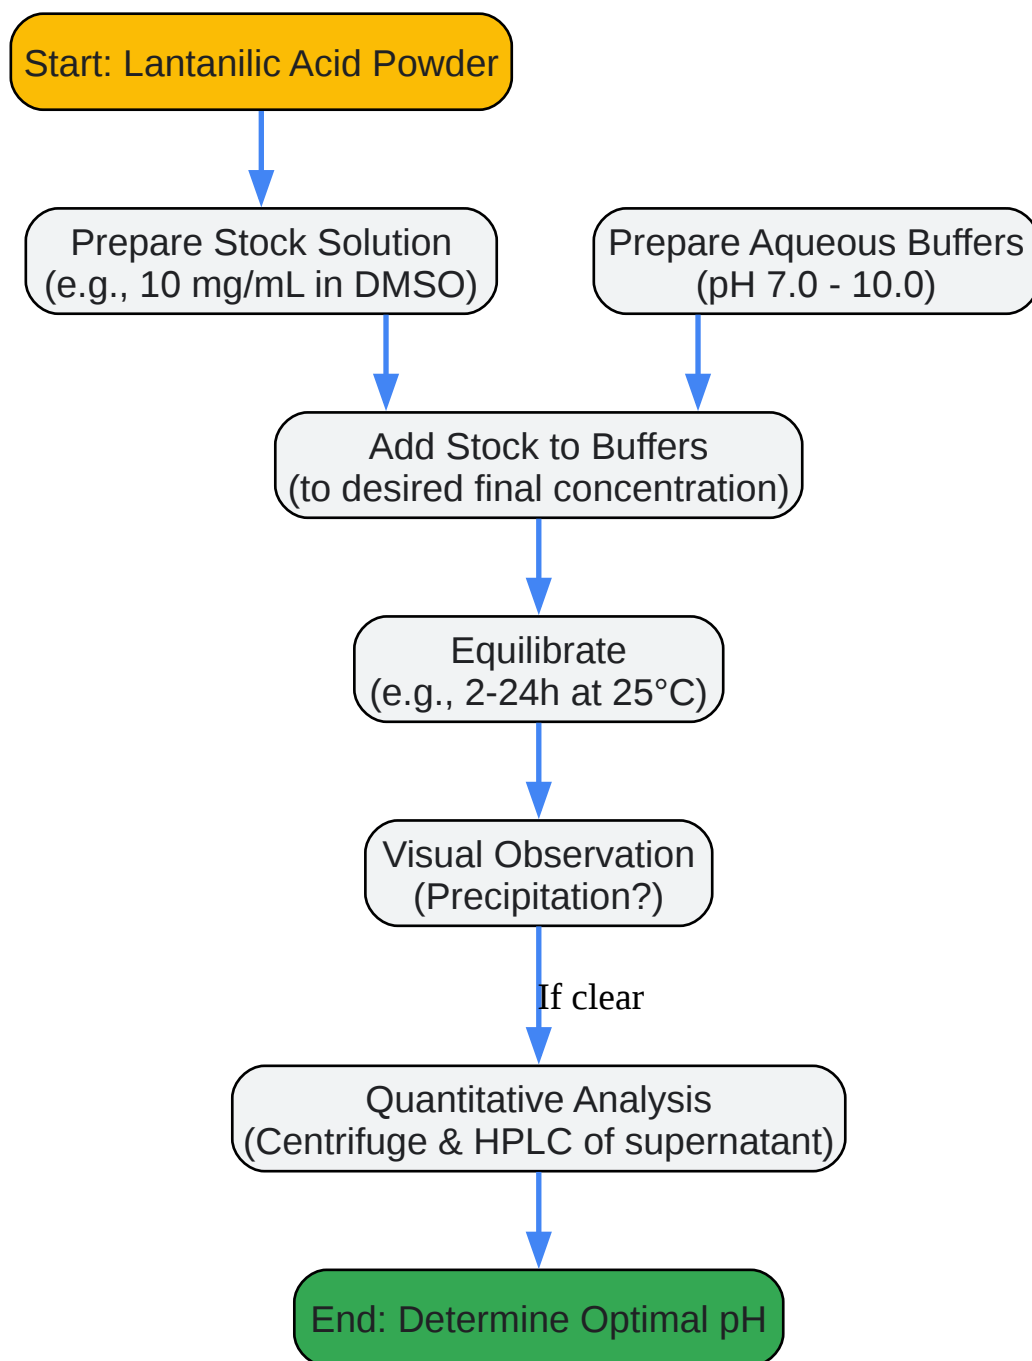 Start: Lantanilic Acid Powder
Prepare Stock Solution
(e.g., 10 mg/mL in DMSO)
Prepare Aqueous Buffers
(pH 7.0 - 10.0)
Add Stock to Buffers
(to desired final concentration)
Equilibrate
(e.g., 2-24h at 25°C)
Visual Observation
(Precipitation?)
If clear
Quantitative Analysis
(Centrifuge & HPLC of supernatant)
End: Determine Optimal pH